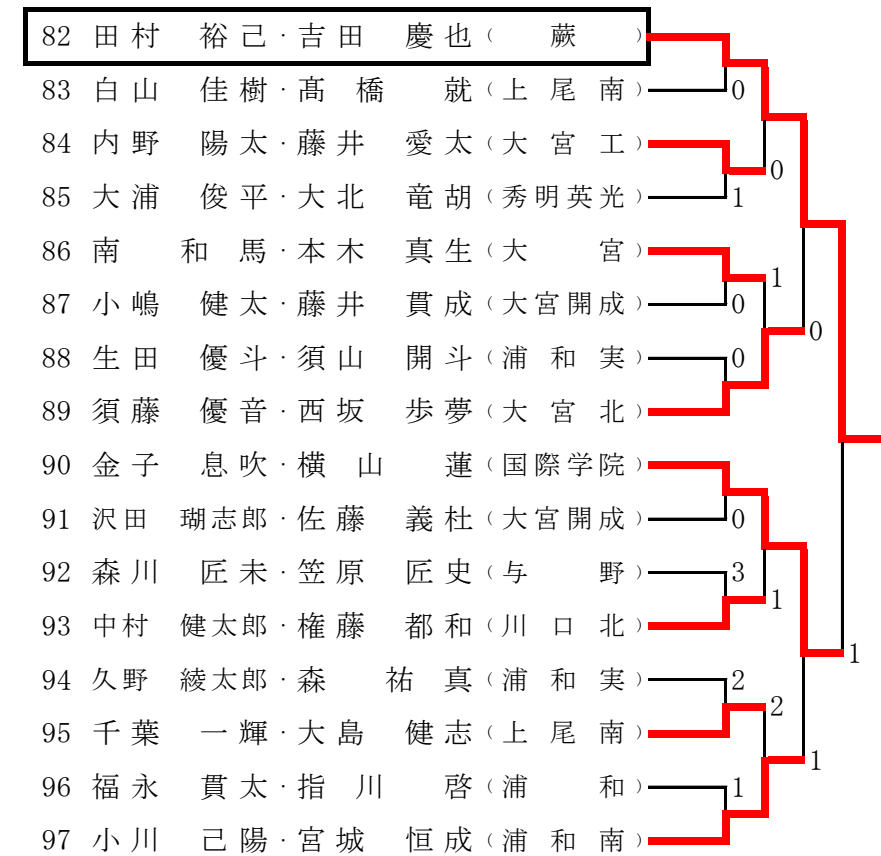 82 田村 裕己・吉田 慶也（ 蕨 ）
83 白山 佳樹・髙橋 就（上尾南）
0
84 内野 陽太・藤井 愛太（大宮工）
0
85 大浦 俊平・大北 竜胡（秀明英光）
1
86 南 和馬・本木 真生（大宮）
1
87 小嶋 健太・藤井 貫成（大宮開成）
0
0
88 生田 優斗・須山 開斗（浦和実）
0
89 須藤 優音・西坂 歩夢（大宮北）
90 金子 息吹・横山 蓮（国際学院）
91 沢田 瑚志郎・佐藤 義杜（大宮開成）
0
92 森川 匠未・笠原 匠史（与野）
3
1
93 中村 健太郎・権藤 都和（川口北）
1
94 久野 綾太郎・森 祐真（浦和実）
2
2
95 千葉 一輝・大島 健志（上尾南）
1
96 福永 貫太・指川 啓（浦和）
1
97 小川 己陽・宮城 恒成（浦和南）